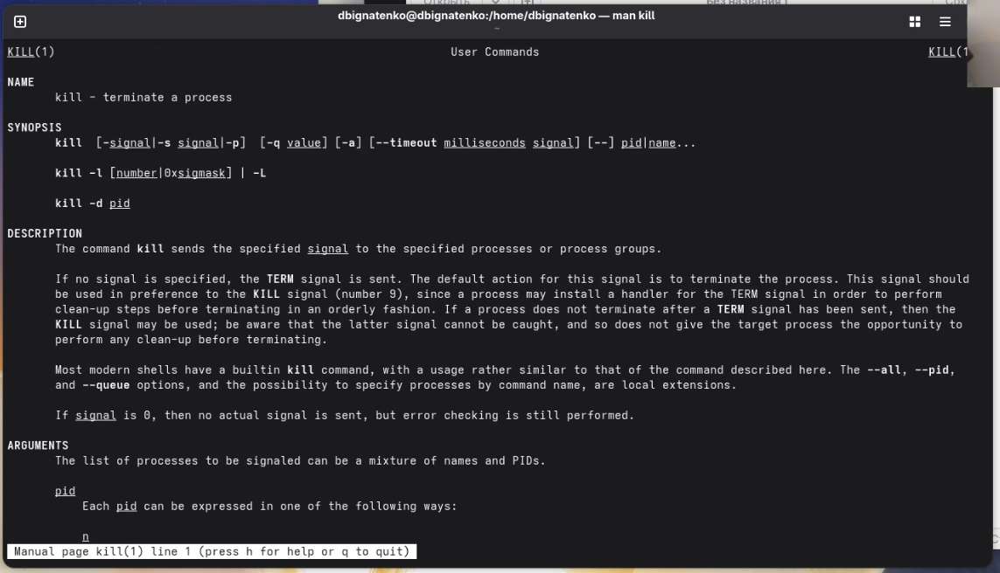 Открыть
Без названия 1
dbignatenko@dbignatenko:/home/dbignatenko — man kill
~
KILL(1) User Commands KILL(1
NAME
kill - terminate a process
SYNOPSIS
kill [-signal|-s signal|-p] [-q value] [-a] [--timeout milliseconds signal] [--] pid|name...
kill -l [number|0xsigmask] | -L
kill -d pid
DESCRIPTION
The command kill sends the specified signal to the specified processes or process groups.
If no signal is specified, the TERM signal is sent. The default action for this signal is to terminate the process. This signal should
be used in preference to the KILL signal (number 9), since a process may install a handler for the TERM signal in order to perform
clean-up steps before terminating in an orderly fashion. If a process does not terminate after a TERM signal has been sent, then the
KILL signal may be used; be aware that the latter signal cannot be caught, and so does not give the target process the opportunity to
perform any clean-up before terminating.
Most modern shells have a builtin kill command, with a usage rather similar to that of the command described here. The --all, --pid,
and --queue options, and the possibility to specify processes by command name, are local extensions.
If signal is 0, then no actual signal is sent, but error checking is still performed.
ARGUMENTS
The list of processes to be signaled can be a mixture of names and PIDs.
pid
Each pid can be expressed in one of the following ways:
n
Manual page kill(1) line 1 (press h for help or q to quit)